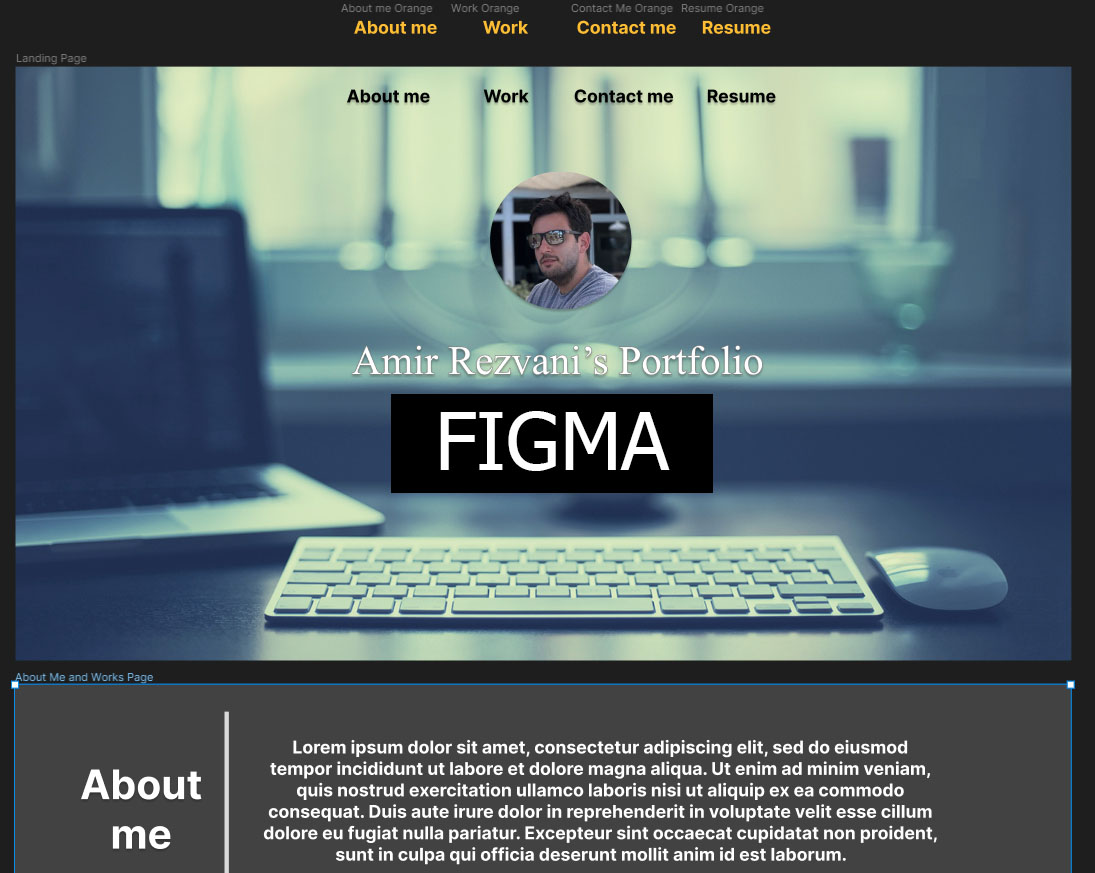 About me Orange Work Orange Contact Me Orange Resume Orange
About me Work Contact me Resume
Landing Page
About me Work Contact me Resume
Amir Rezvani’s Portfolio
FIGMA
About Me and Works Page
About
me
Lorem ipsum dolor sit amet, consectetur adipiscing elit, sed do eiusmod
tempor incididunt ut labore et dolore magna aliqua. Ut enim ad minim veniam,
quis nostrud exercitation ullamco laboris nisi ut aliquip ex ea commodo
consequat. Duis aute irure dolor in reprehenderit in voluptate velit esse cillum
dolore eu fugiat nulla pariatur. Excepteur sint occaecat cupidatat non proident,
sunt in culpa qui officia deserunt mollit anim id est laborum.